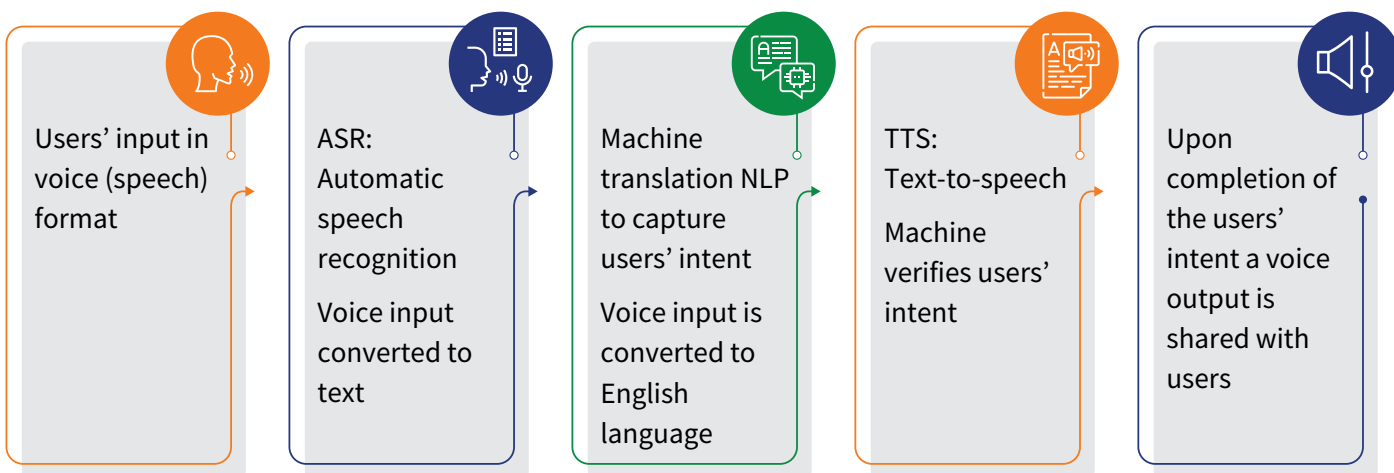 Users’ input in
voice (speech)
format
ASR:
Automatic
speech
recognition
Voice input
converted to
text
Machine
translation NLP
to capture
users’ intent
Voice input is
converted to
English
language
TTS:
Text-to-speech
Machine
verifies users’
intent
Upon
completion of
the users’
intent a voice
output is
shared with
users